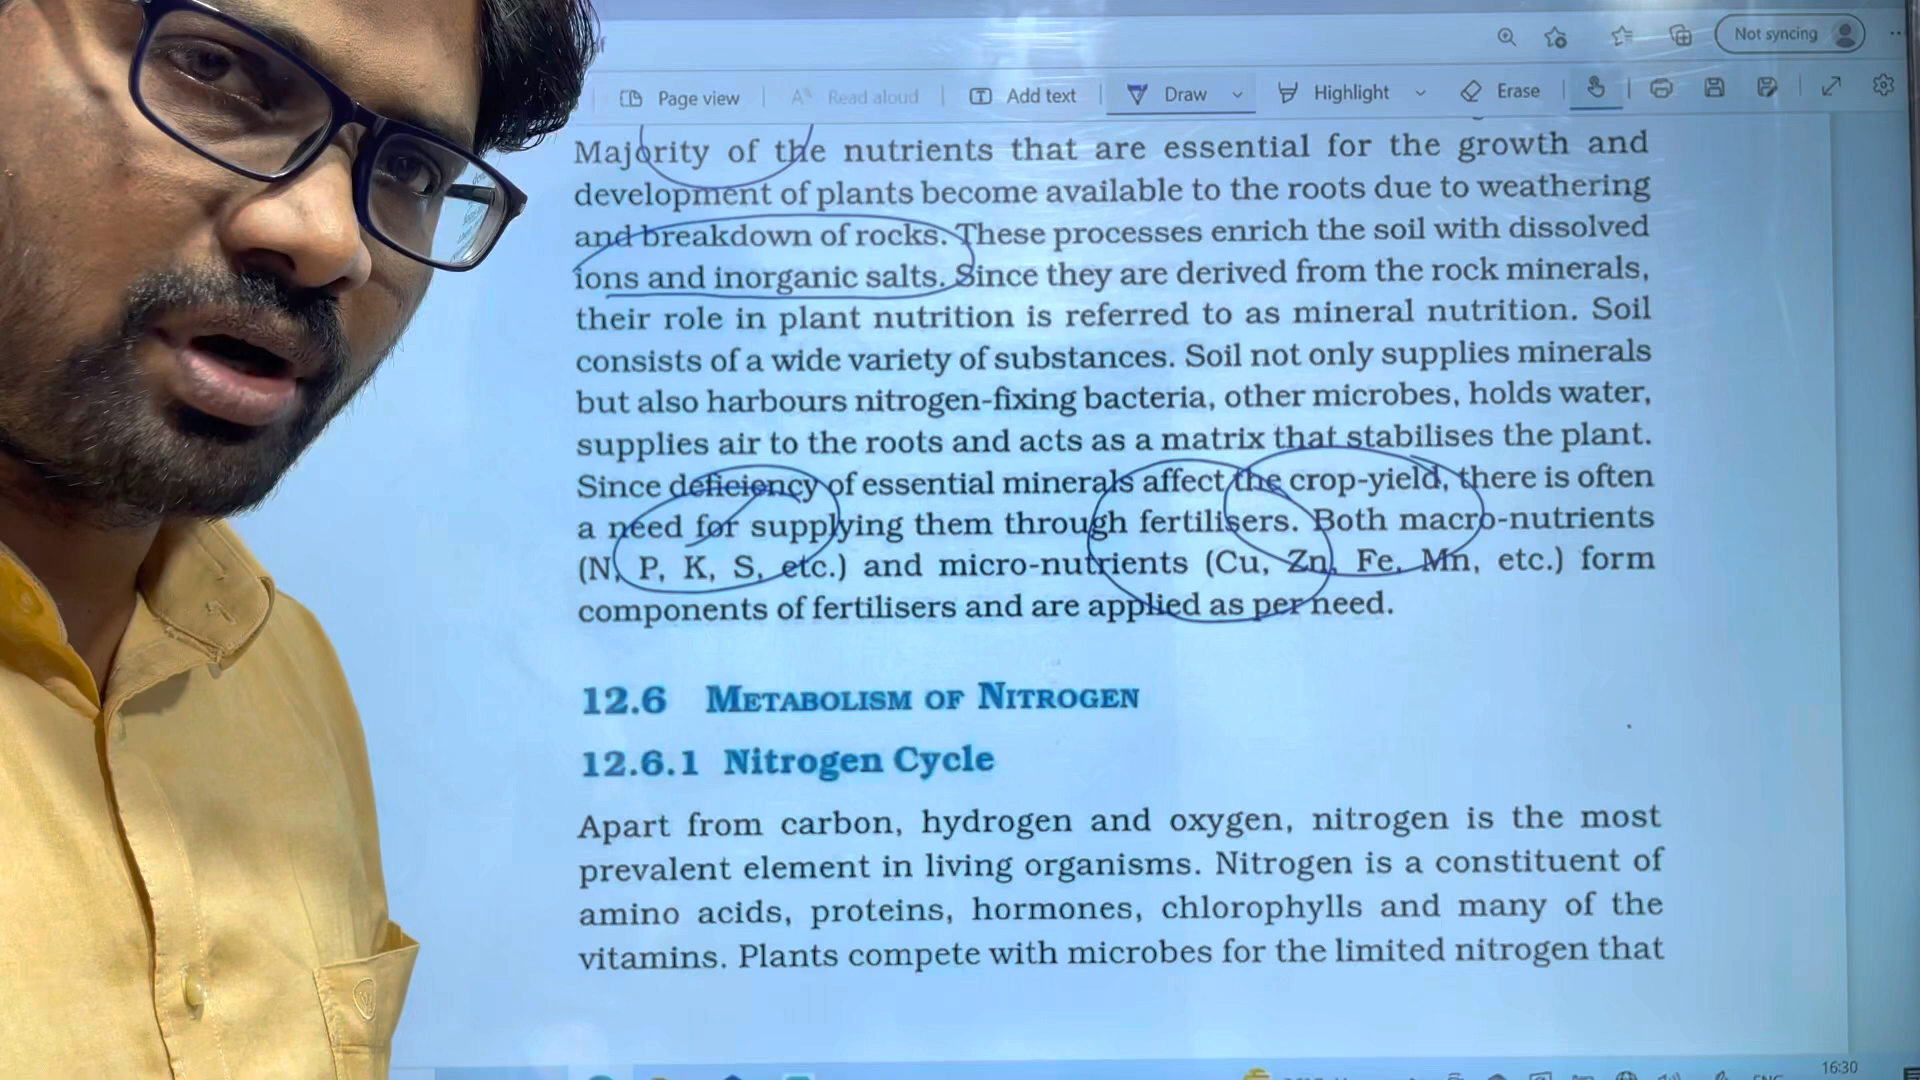 Not syncing
Page view
Read aloud
Add text
Draw
Highlight
Erase
Majority of the nutrients that are essential for the growth and
development of plants become available to the roots due to weathering
and breakdown of rocks. These processes enrich the soil with dissolved
ions and inorganic salts. Since they are derived from the rock minerals,
their role in plant nutrition is referred to as mineral nutrition. Soil
consists of a wide variety of substances. Soil not only supplies minerals
but also harbours nitrogen-fixing bacteria, other microbes, holds water,
supplies air to the roots and acts as a matrix that stabilises the plant.
Since deficiency of essential minerals affect the crop-yield, there is often
a need for supplying them through fertilisers. Both macro-nutrients
(N, P, K, S, etc.) and micro-nutrients (Cu, Zn, Fe, Mn, etc.) form
components of fertilisers and are applied as per need.
12.6 METABOLISM OF NITROGEN
12.6.1 Nitrogen Cycle
Apart from carbon, hydrogen and oxygen, nitrogen is the most
prevalent element in living organisms. Nitrogen is a constituent of
amino acids, proteins, hormones, chlorophylls and many of the
vitamins. Plants compete with microbes for the limited nitrogen that
16:30